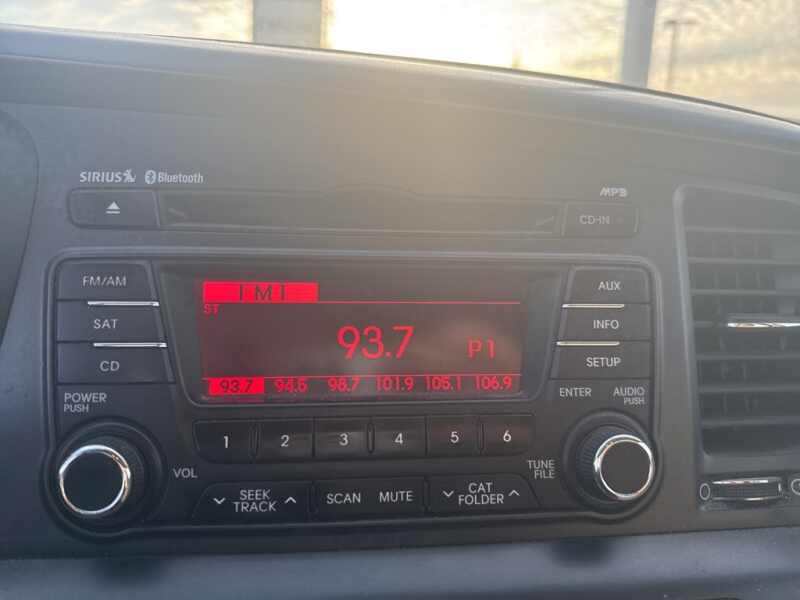 SIRIUS Bluetooth
MP3
CD-IN
FM/AM
AUX
ST
SAT
INFO
93.7 P1
CD
SETUP
93.7 94.5 98.7 101.9 105.1 106.9
POWER
PUSH
ENTER
AUDIO
PUSH
1 2 3 4 5 6
VOL
TUNE
FILE
SEEK
TRACK
SCAN MUTE
CAT
FOLDER